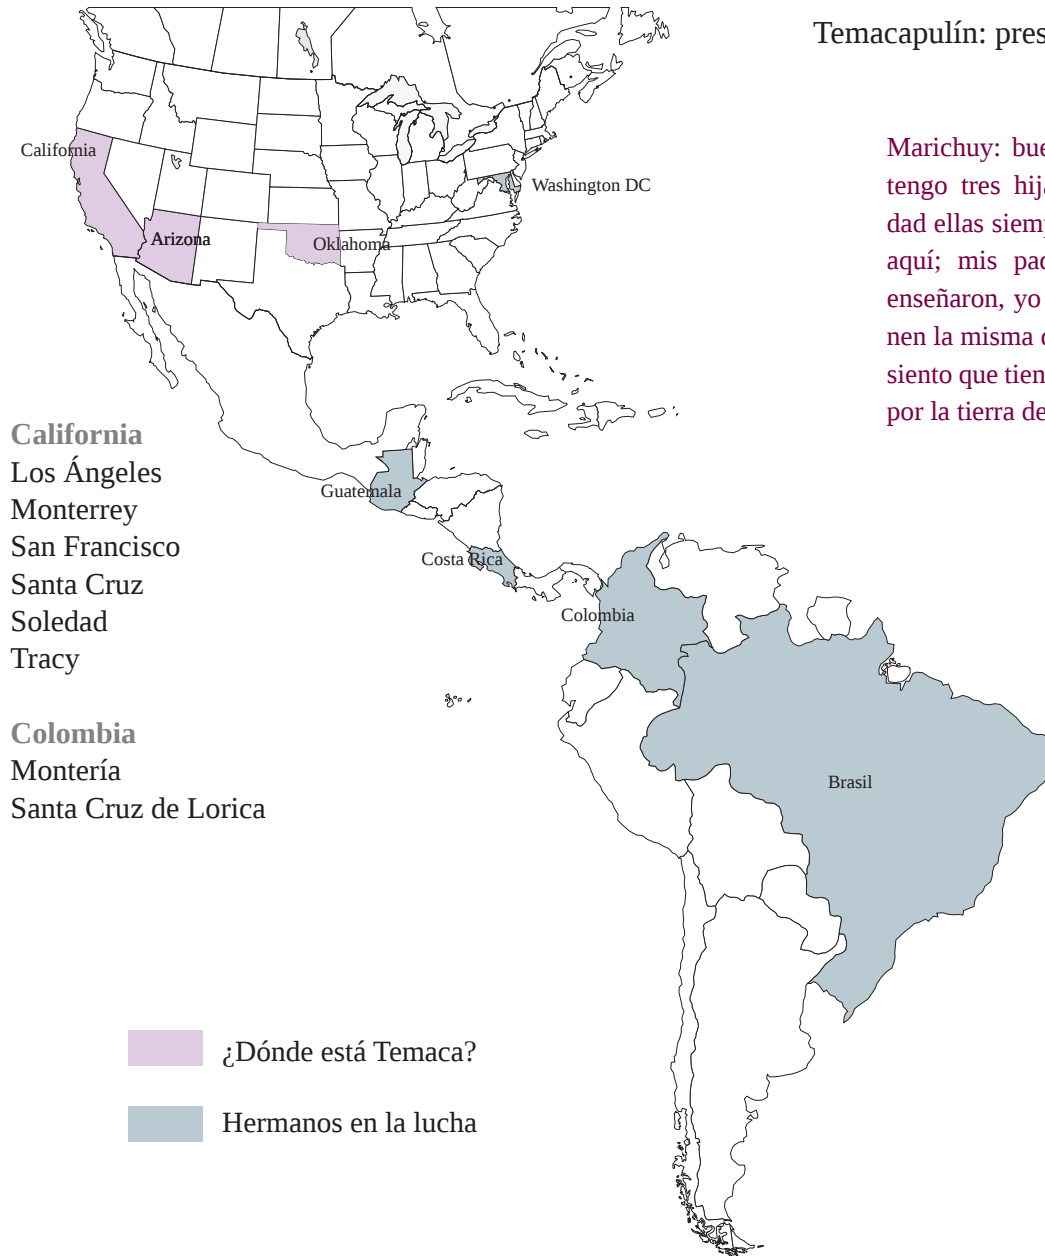 Temacapulín: pres
Marichuy: bue
tengo tres hij
dad ellas siem
aquí; mis pad
enseñaron, yo
nen la misma
siento que tien
por la tierra de
California
Washington DC
Arizona
Oklahoma
Guatemala
Costa Rica
Colombia
Brasil
California
Los Ángeles
Monterrey
San Francisco
Santa Cruz
Soledad
Tracy
Colombia
Montería
Santa Cruz de Lorica
¿Dónde está Temaca?
Hermanos en la lucha